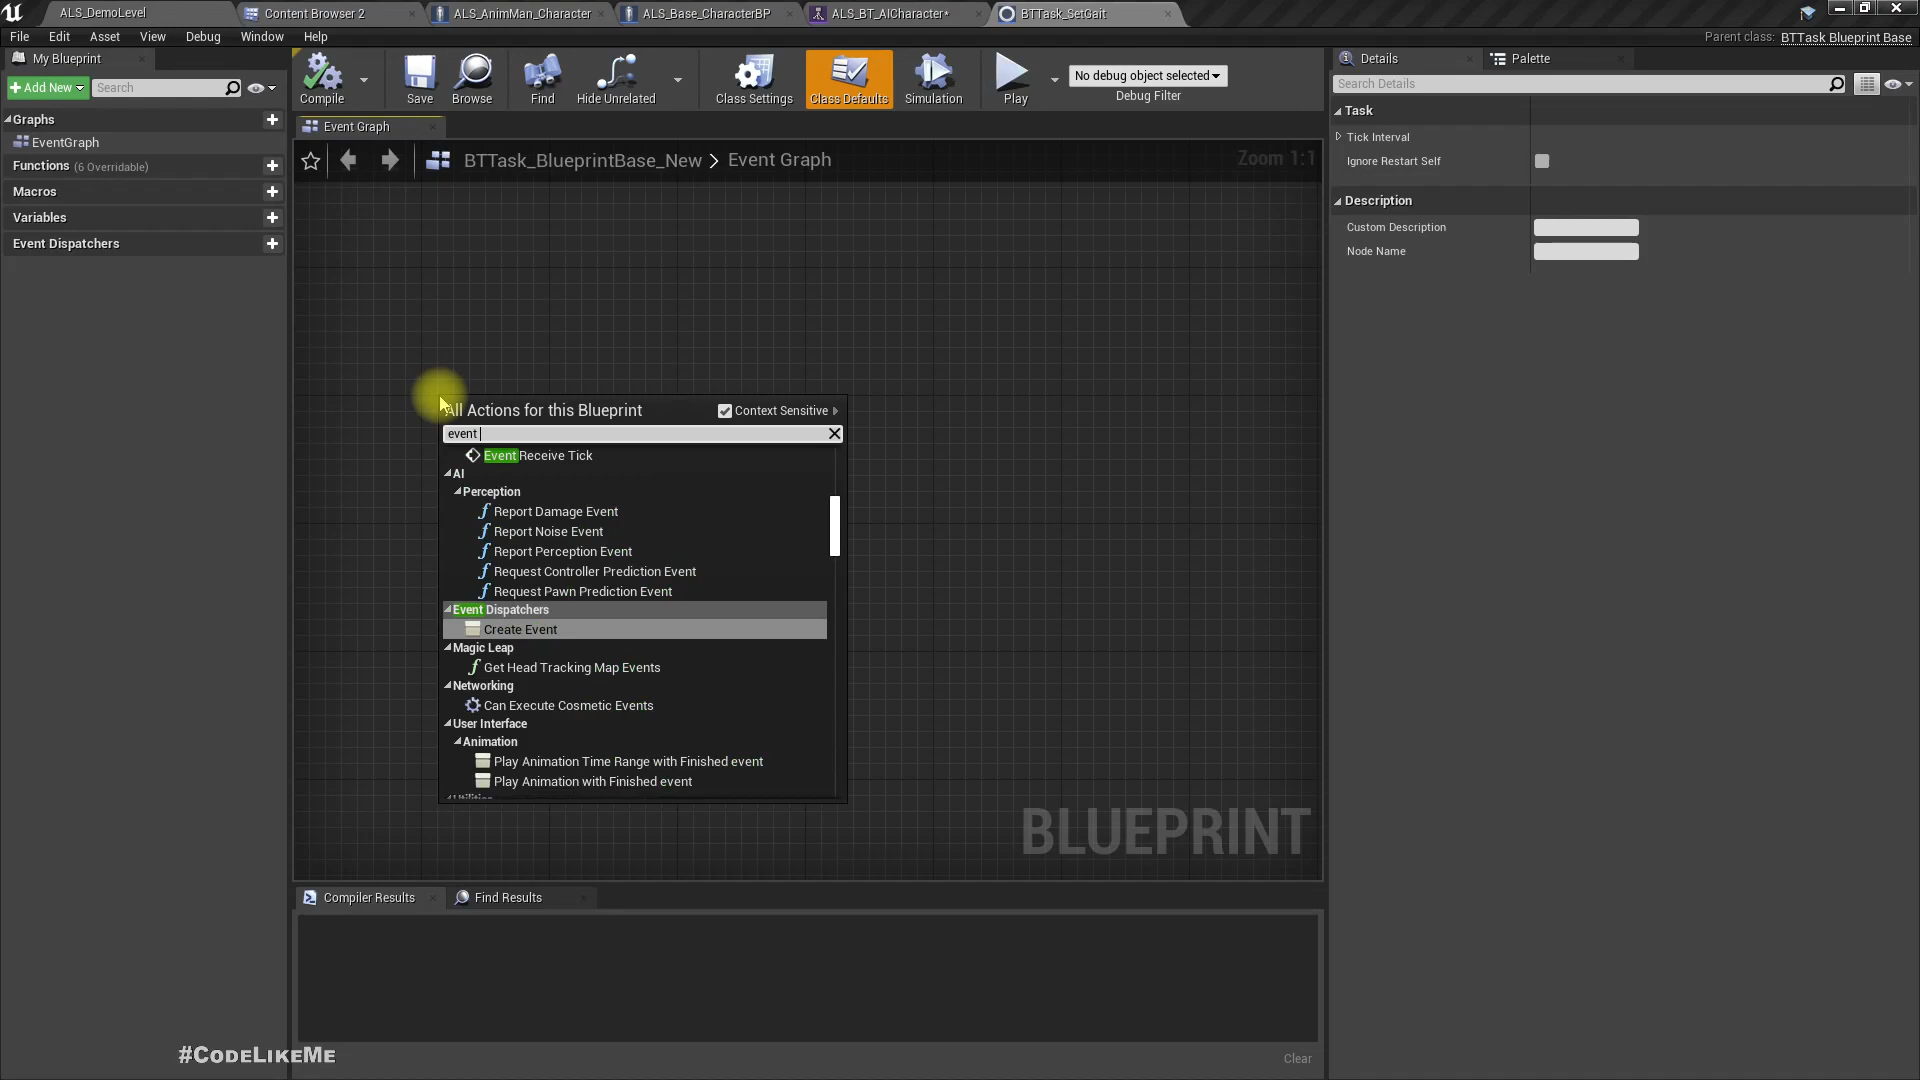 ALS_DemoLevel
Content Browser 2
ALS_AnimMan_Character
ALS_Base_CharacterBP
ALS_BT_AICharacter*
BTTask_SetGait
File Edit Asset View Debug Window Help
Parent class: BTTask Blueprint Base
My Blueprint
Add New
Search
Graphs
EventGraph
Functions (6 Overridable)
Macros
Variables
Event Dispatchers
Compile
Save
Browse
Find
Hide Unrelated
Class Settings
Class Defaults
Simulation
Play
No debug object selected
Debug Filter
Event Graph
BTTask_BlueprintBase_New > Event Graph
Zoom 1:1
All Actions for this Blueprint
Context Sensitive
event
Event Receive Tick
AI
Perception
Report Damage Event
Report Noise Event
Report Perception Event
Request Controller Prediction Event
Request Pawn Prediction Event
Event Dispatchers
Create Event
Magic Leap
Get Head Tracking Map Events
Networking
Can Execute Cosmetic Events
User Interface
Animation
Play Animation Time Range with Finished event
Play Animation with Finished event
BLUEPRINT
Compiler Results
Find Results
Clear
Details
Palette
Search Details
Task
Tick Interval
Ignore Restart Self
Description
Custom Description
Node Name
#CodeLikeMe